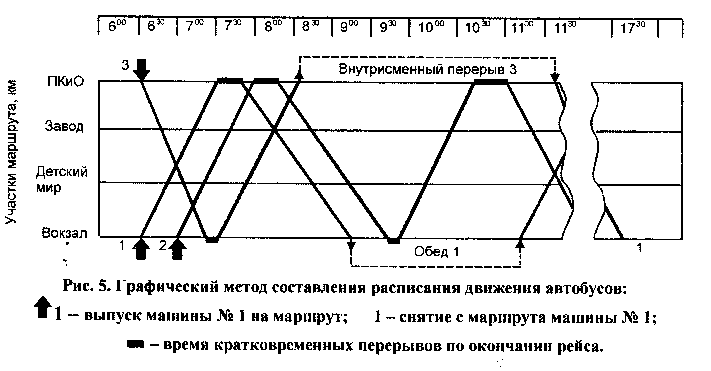 6⁰⁰ 6³⁰ 7⁰⁰ 7³⁰ 8⁰⁰ 8³⁰ 9⁰⁰ 9³⁰ 10⁰⁰ 10³⁰ 11⁰⁰ 11³⁰ 17³⁰
Участки маршрута, км
3
Внутрисменный перерыв 3
ПКиО
Завод
Детский
мир
Вокзал
1
2
Обед 1
1
Рис. 5. Графический метод составления расписания движения автобусов:
1 – выпуск машины № 1 на маршрут; 1 – снятие с маршрута машины № 1;
– время кратковременных перерывов по окончании рейса.